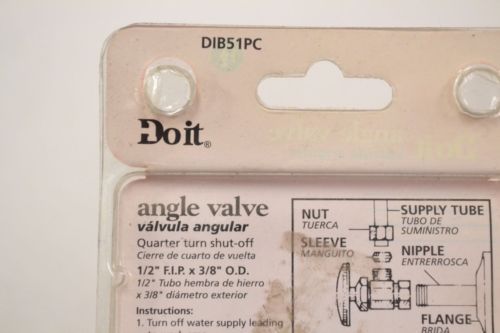 DIB51PC
Do it®
angle valve
válvula angular
Quarter turn shut-off
Cierre de cuarto de vuelta
1/2" F.I.P. x 3/8" O.D.
1/2" Tubo hembra de hierro
x 3/8" diámetro exterior
Instructions:
1. Turn off water supply leading
NUT
TUERCA
SLEEVE
MANGUITO
SUPPLY TUBE
TUBO DE
SUMINISTRO
NIPPLE
ENTRERROSCA
FLANGE
BRIDA